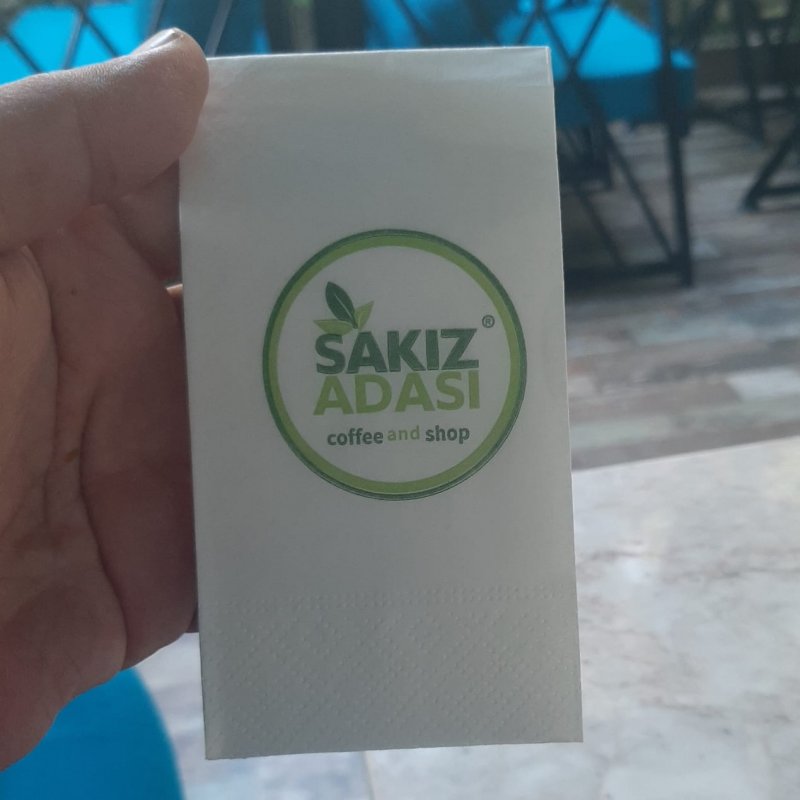 SAKIZ ®
ADASI
coffee and shop